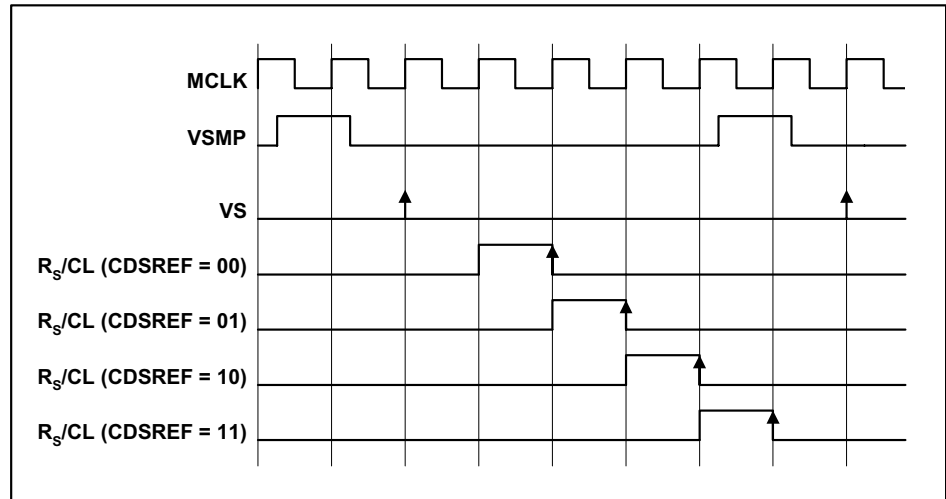 MCLK
VSMP
VS
RS/CL (CDSREF = 00)
RS/CL (CDSREF = 01)
RS/CL (CDSREF = 10)
RS/CL (CDSREF = 11)